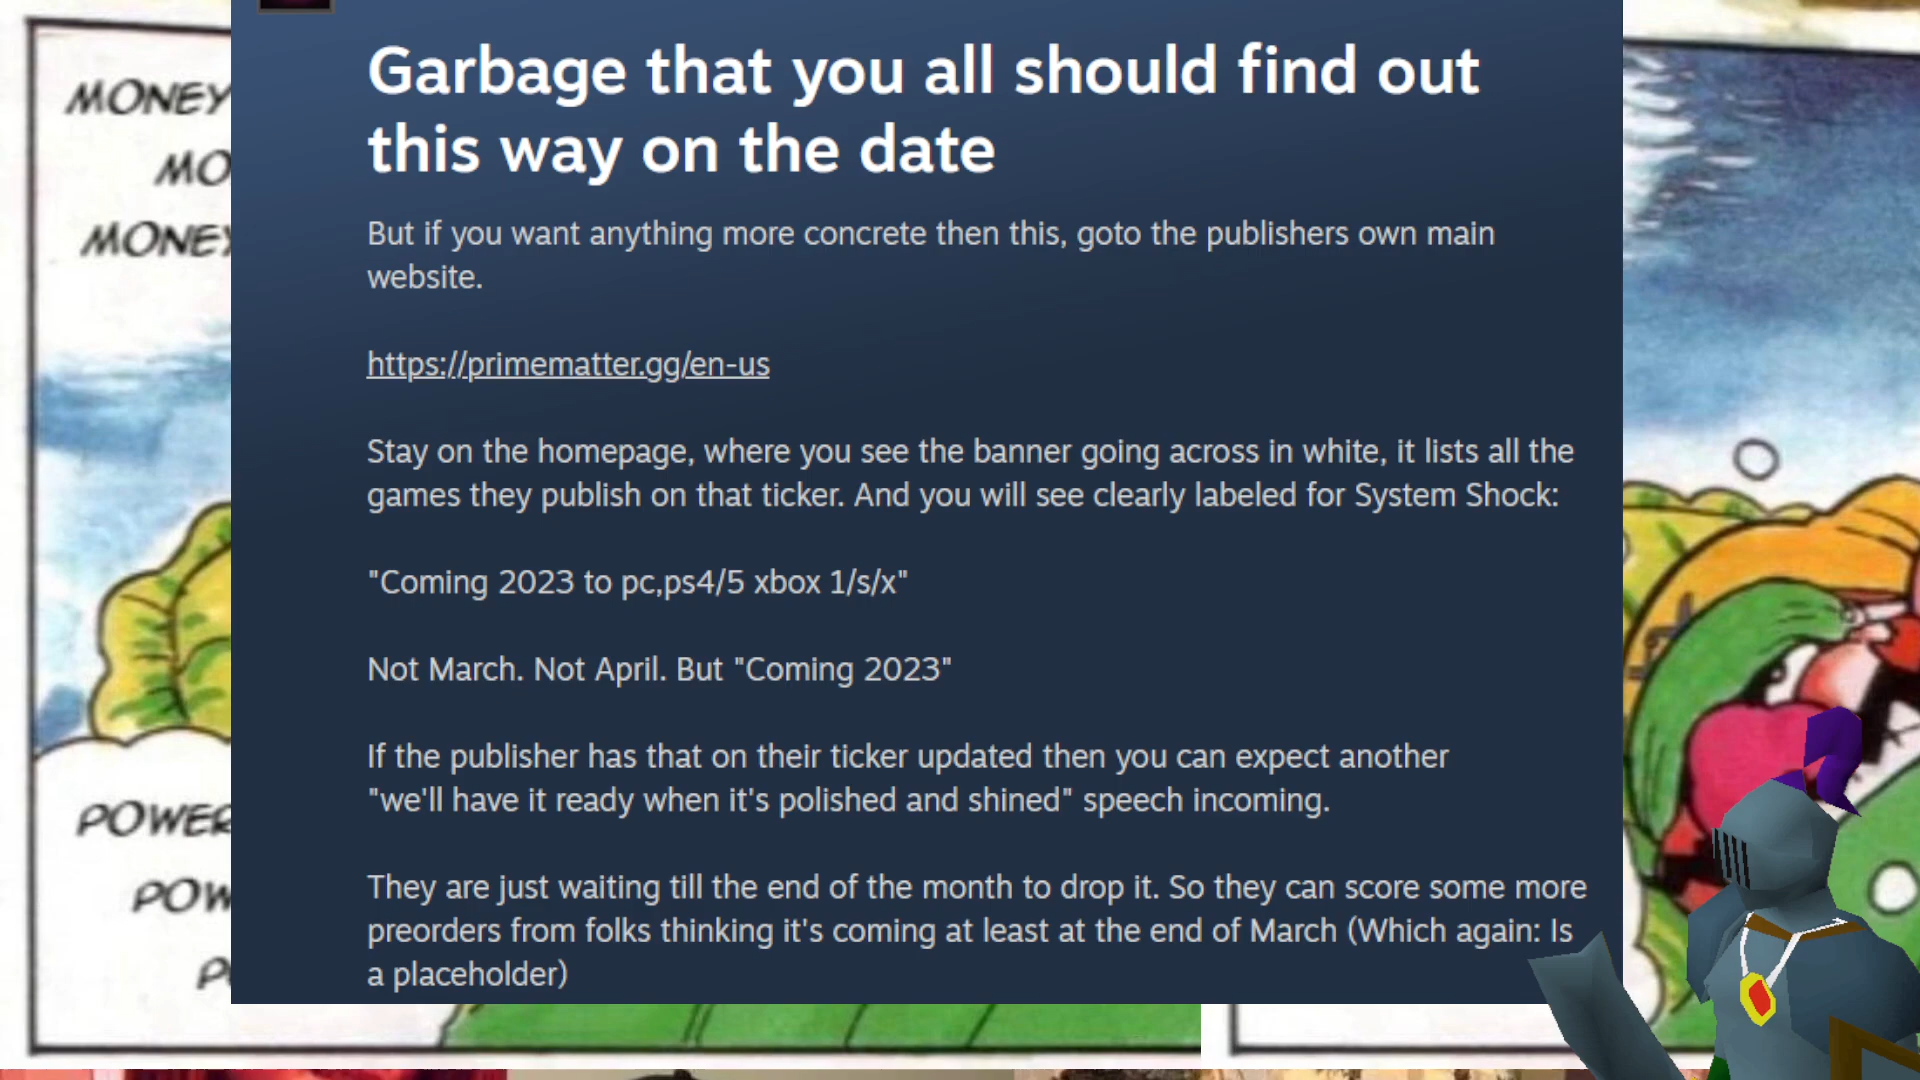 MONEY
MO
MONEY
POWER
POW
Garbage that you all should find out
this way on the date
But if you want anything more concrete then this, goto the publishers own main
website.
https://primematter.gg/en-us
Stay on the homepage, where you see the banner going across in white, it lists all the
games they publish on that ticker. And you will see clearly labeled for System Shock:
"Coming 2023 to pc,ps4/5 xbox 1/s/x"
Not March. Not April. But "Coming 2023"
If the publisher has that on their ticker updated then you can expect another
"we'll have it ready when it's polished and shined" speech incoming.
They are just waiting till the end of the month to drop it. So they can score some more
preorders from folks thinking it's coming at least at the end of March (Which again: Is
a placeholder)